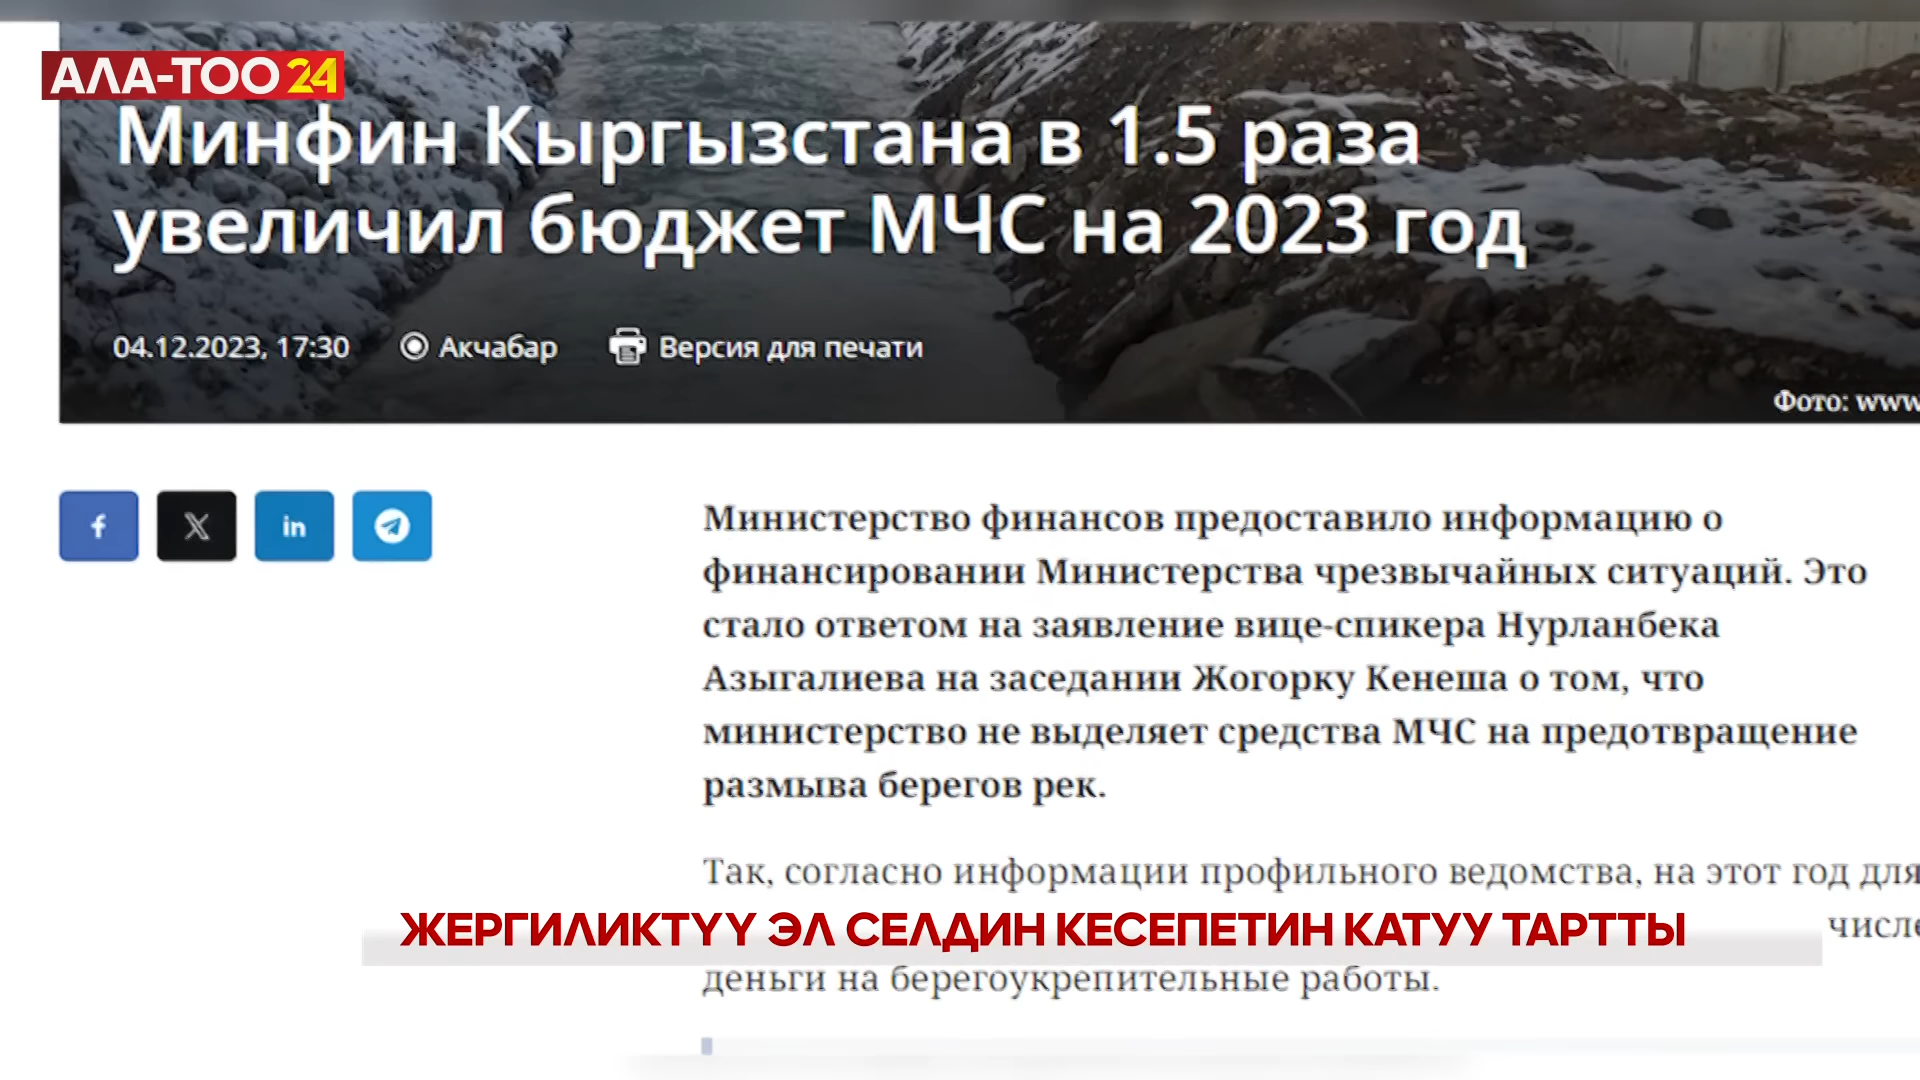 АЛА-ТОО 24
Минфин Кыргызстана в 1.5 раза
увеличил бюджет МЧС на 2023 год
04.12.2023, 17:30 Акчабар Версия для печати
Фото: www
Министерство финансов предоставило информацию о
финансировании Министерства чрезвычайных ситуаций. Это
стало ответом на заявление вице-спикера Нурланбека
Азыгалиева на заседании Жогорку Кенеша о том, что
министерство не выделяет средства МЧС на предотвращение
размыва берегов рек.
Так, согласно информации профильного ведомства, на этот год для
числе
ЖЕРГИЛИКТҮҮ ЭЛ СЕЛДИН КЕСЕПЕТИН КАТУУ ТАРТТЫ
деньги на берегоукрепительные работы.